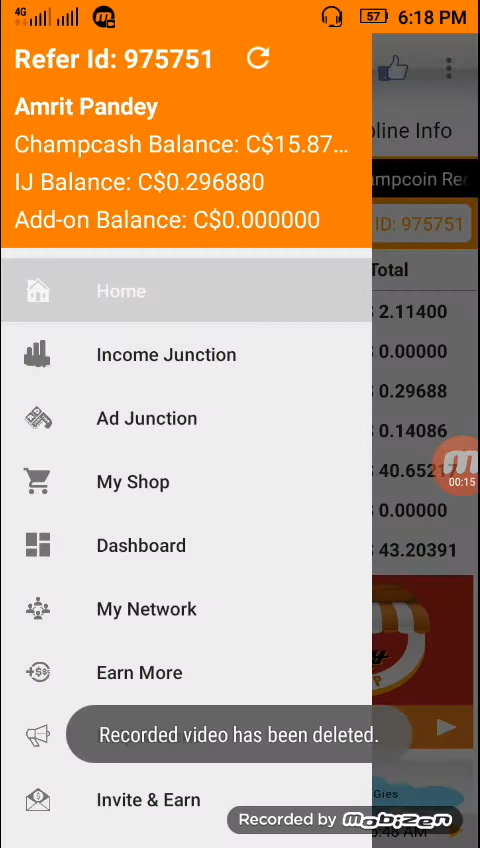 4G
57
6:18 PM
Refer Id: 975751
Amrit Pandey
Champcash Balance: C$15.87...
IJ Balance: C$0.296880
Add-on Balance: C$0.000000
pline Info
ID: 975751
Home
Total
2.11400
Income Junction
0.00000
0.29688
Ad Junction
0.14086
My Shop
00:15
0.00000
Dashboard
43.20391
My Network
Earn More
Recorded video has been deleted.
Invite & Earn
Recorded by Mobizen